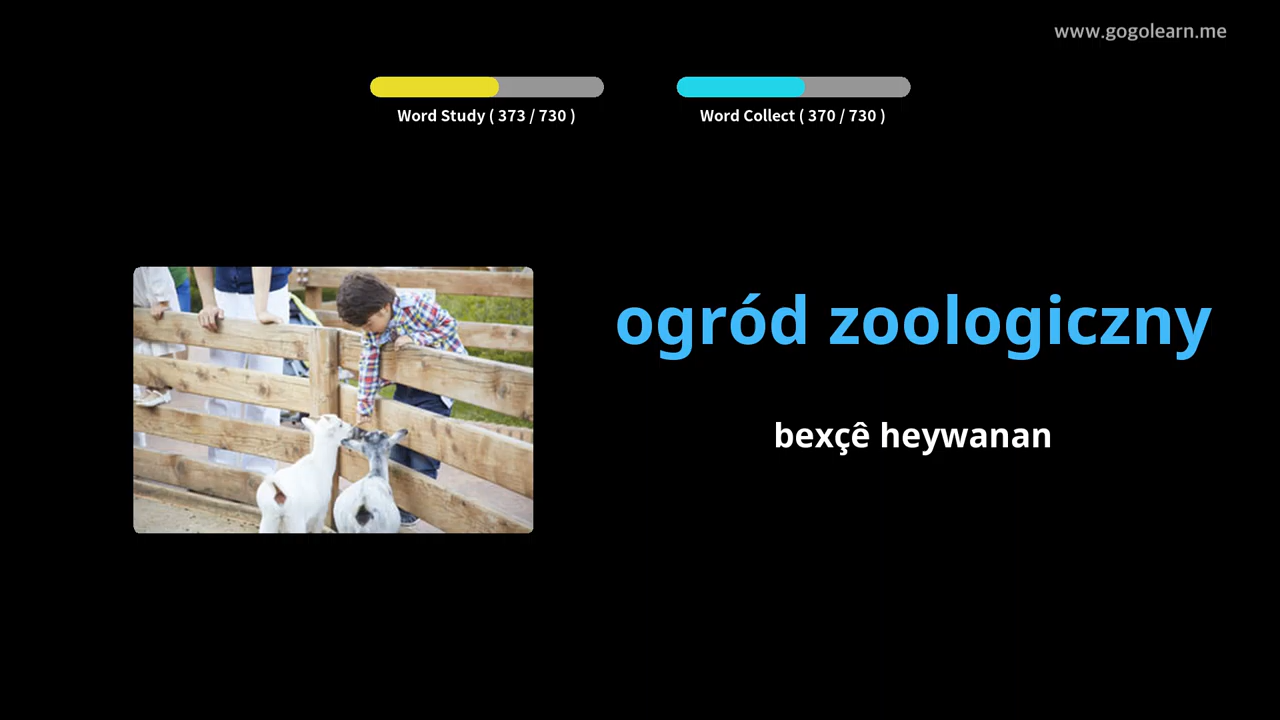 www.gogolearn.me
Word Study ( 373 / 730 )
Word Collect ( 370 / 730 )
ogród zoologiczny
bexçê heywanan